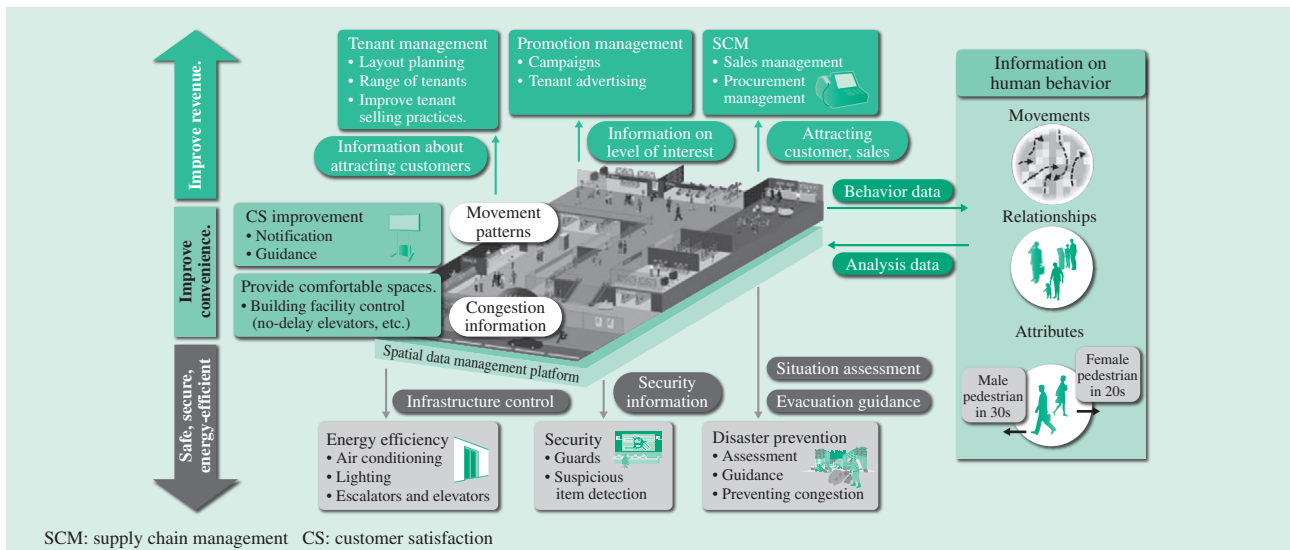 Improve revenue.
Improve
convenience.
Safe, secure,
energy-efficient
Tenant management
• Layout planning
• Range of tenants
• Improve tenant
selling practices.
Promotion management
• Campaigns
• Tenant advertising
SCM
• Sales management
• Procurement
management
Information about
attracting customers
Information on
level of interest
Attracting
customer, sales
CS improvement
• Notification
• Guidance
Provide comfortable spaces.
• Building facility control
(no-delay elevators, etc.)
Movement
patterns
Congestion
information
Spatial data management platform
Behavior data
Analysis data
Information on
human behavior
Movements
Relationships
Attributes
Male
pedestrian
in 30s
Female
pedestrian
in 20s
Infrastructure control
Security
information
Situation assessment
Evacuation guidance
Energy efficiency
• Air conditioning
• Lighting
• Escalators and elevators
Security
• Guards
• Suspicious
item detection
Disaster prevention
• Assessment
• Guidance
• Preventing congestion
SCM: supply chain management CS: customer satisfaction